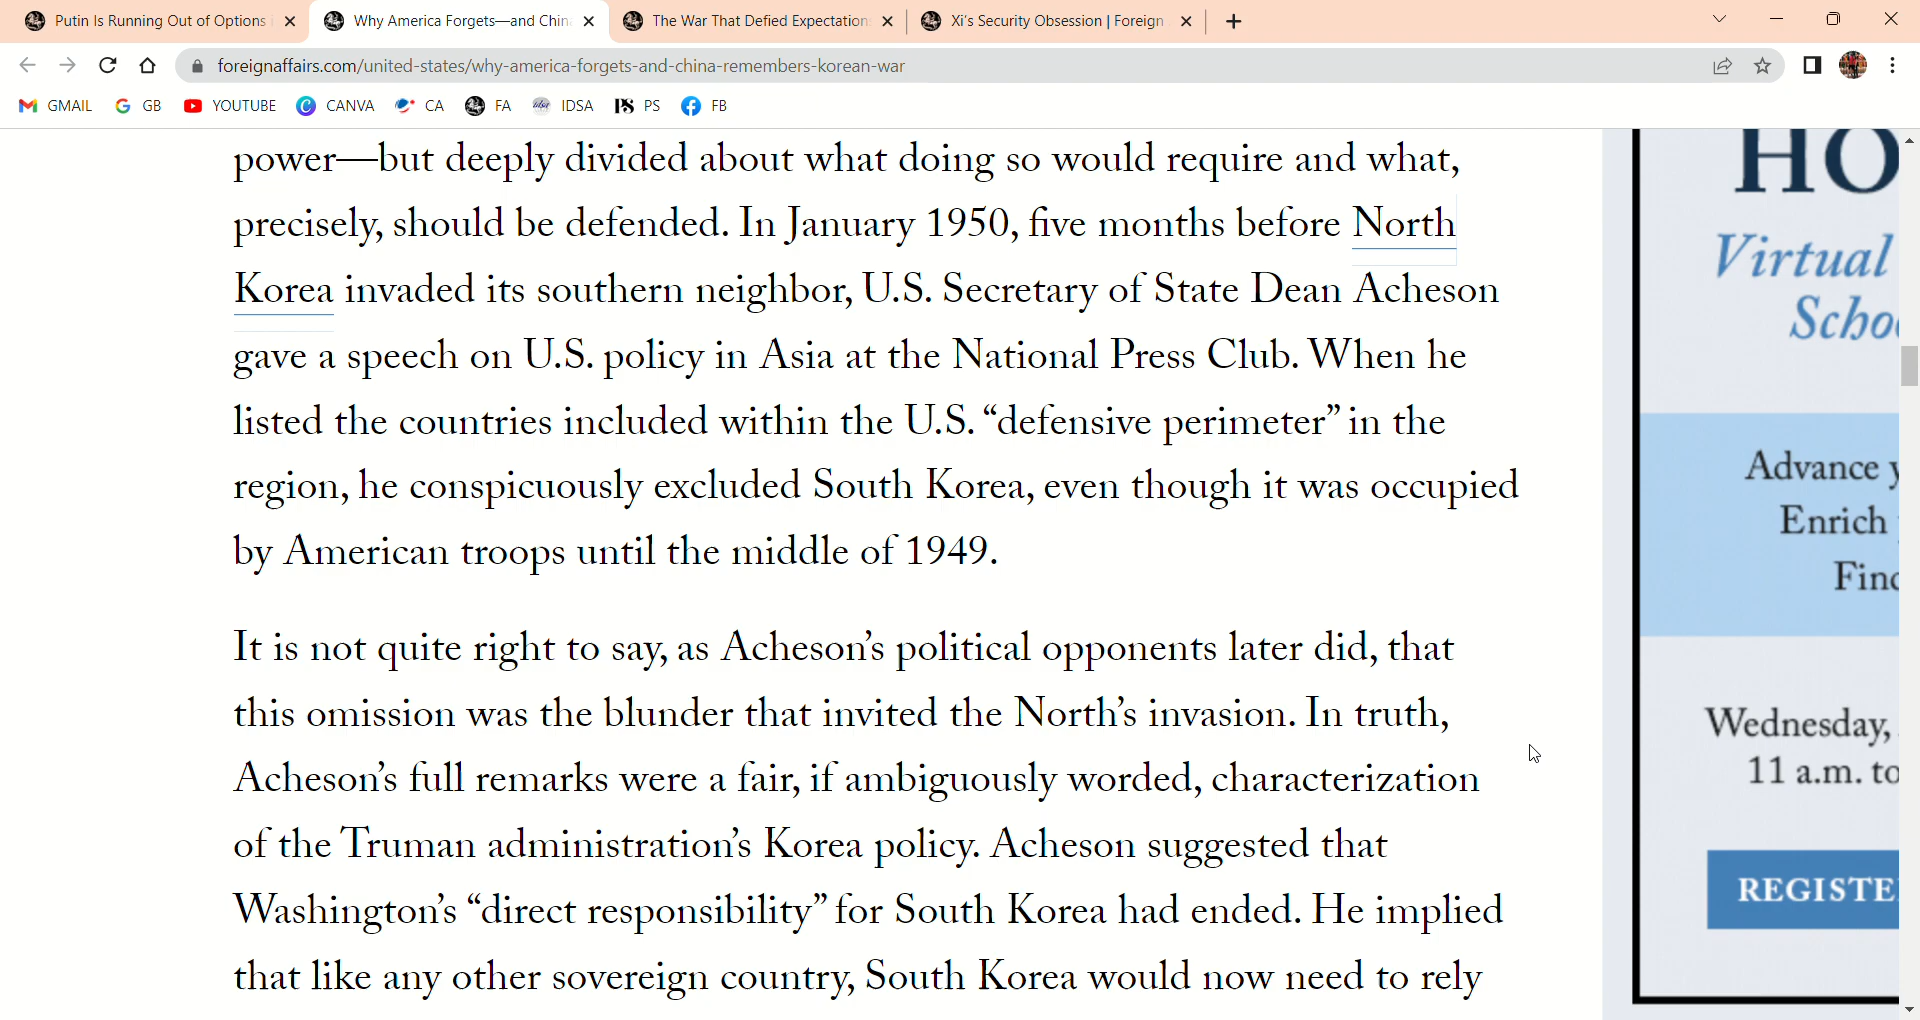 Putin Is Running Out of Options
Why America Forgets—and Chin
The War That Defied Expectation
Xi's Security Obsession | Foreign
foreignaffairs.com/united-states/why-america-forgets-and-china-remembers-korean-war
GMAIL GB YOUTUBE CANVA CA FA IDSA PS PS FB
power—but deeply divided about what doing so would require and what,
precisely, should be defended. In January 1950, five months before North
Korea invaded its southern neighbor, U.S. Secretary of State Dean Acheson
gave a speech on U.S. policy in Asia at the National Press Club. When he
listed the countries included within the U.S. “defensive perimeter” in the
region, he conspicuously excluded South Korea, even though it was occupied
by American troops until the middle of 1949.
It is not quite right to say, as Acheson’s political opponents later did, that
this omission was the blunder that invited the North’s invasion. In truth,
Acheson’s full remarks were a fair, if ambiguously worded, characterization
of the Truman administration’s Korea policy. Acheson suggested that
Washington’s “direct responsibility” for South Korea had ended. He implied
that like any other sovereign country, South Korea would now need to rely
HO
Virtual
Schoo
Advance y
Enrich
Find
Wednesday,
11 a.m. to
REGISTE